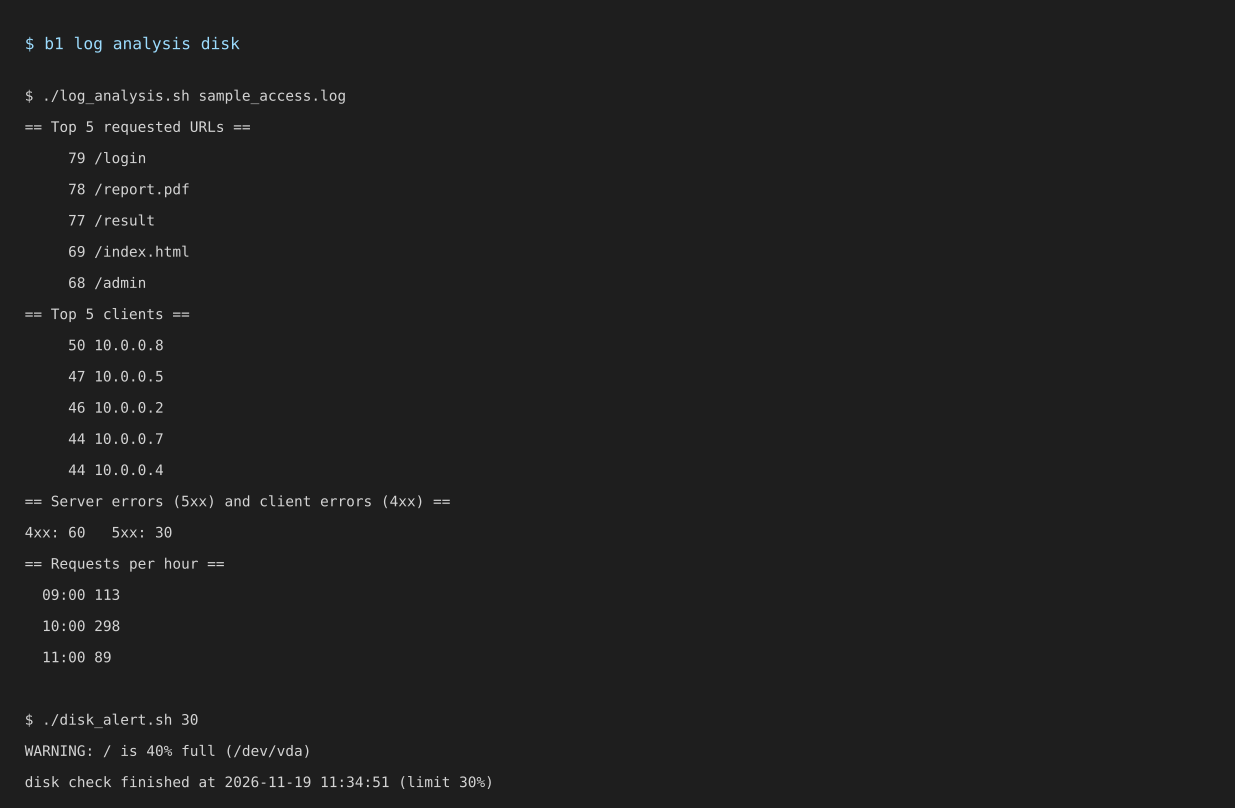 $ b1 log analysis disk
$ ./log_analysis.sh sample_access.log
== Top 5 requested URLs ==
     79 /login
     78 /report.pdf
     77 /result
     69 /index.html
     68 /admin
== Top 5 clients ==
     50 10.0.0.8
     47 10.0.0.5
     46 10.0.0.2
     44 10.0.0.7
     44 10.0.0.4
== Server errors (5xx) and client errors (4xx) ==
4xx: 60   5xx: 30
== Requests per hour ==
  09:00 113
  10:00 298
  11:00 89
$ ./disk_alert.sh 30
WARNING: / is 40% full (/dev/vda)
disk check finished at 2026-11-19 11:34:51 (limit 30%)